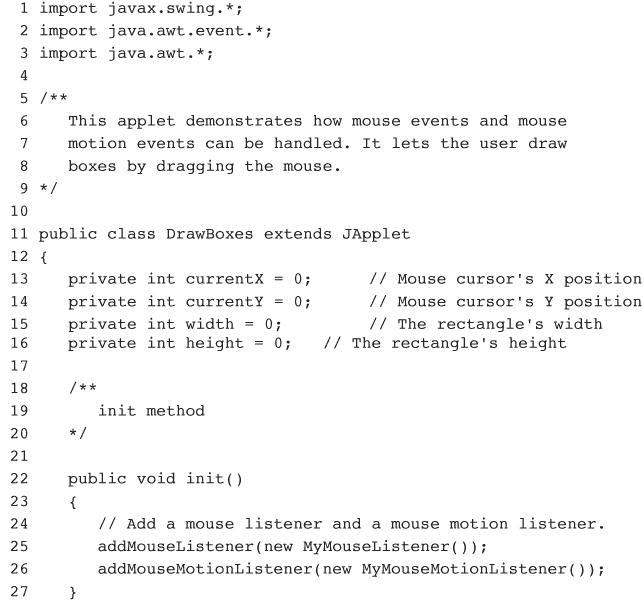 1 import javax.swing.*;
2 import java.awt.event.*;
3 import java.awt.*;
4
5 /**
6    This applet demonstrates how mouse events and mouse
7    motion events can be handled. It lets the user draw
8    boxes by dragging the mouse.
9 */
10
11 public class DrawBoxes extends JApplet
12 {
13    private int currentX = 0;      // Mouse cursor's X position
14    private int currentY = 0;      // Mouse cursor's Y position
15    private int width = 0;         // The rectangle's width
16    private int height = 0;   // The rectangle's height
17
18    /**
19       init method
20    */
21
22    public void init()
23    {
24       // Add a mouse listener and a mouse motion listener.
25       addMouseListener(new MyMouseListener());
26       addMouseMotionListener(new MyMouseMotionListener());
27    }